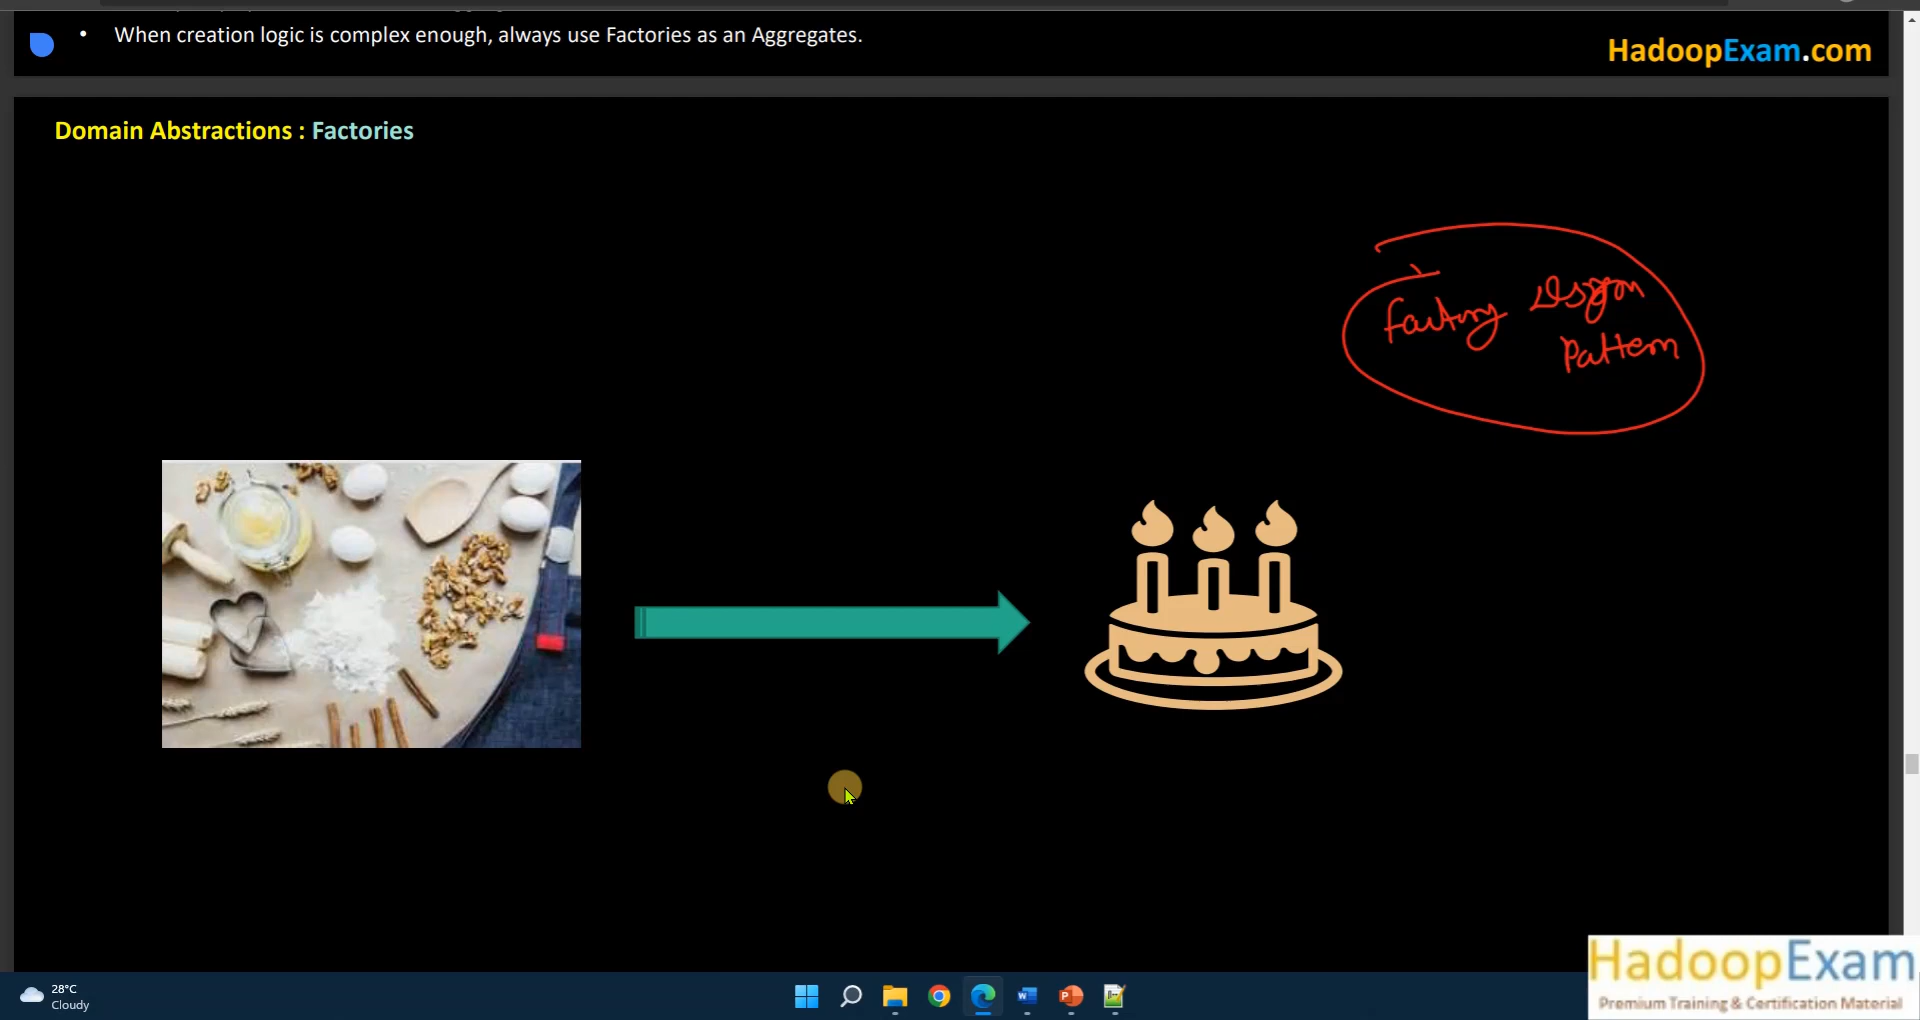 • When creation logic is complex enough, always use Factories as an Aggregates.
HadoopExam.com
Domain Abstractions : Factories
Factory Design
Pattern
28°C
Cloudy
HadoopExam
Premium Training & Certification Material